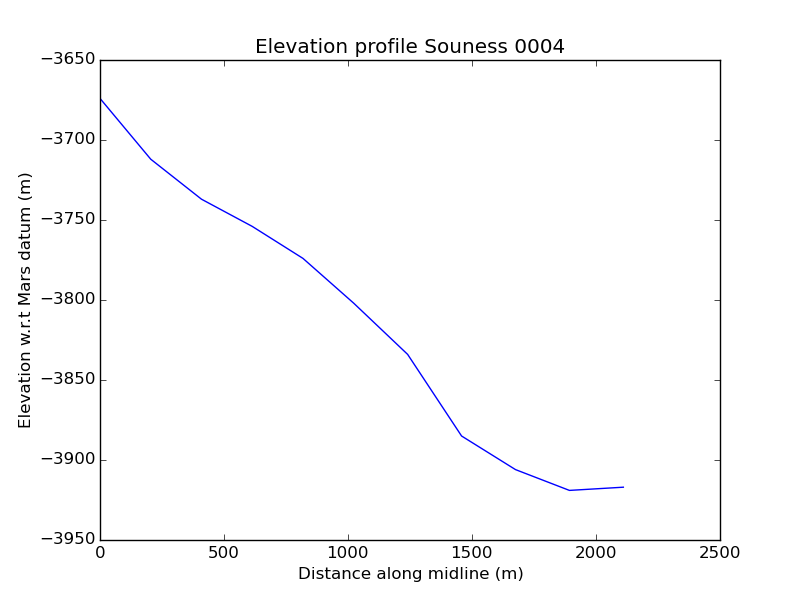 Elevation profile Souness 0004
−3650
−3700
−3750
−3800
−3850
−3900
−3950
Elevation w.r.t Mars datum (m)
0 500 1000 1500 2000 2500
Distance along midline (m)